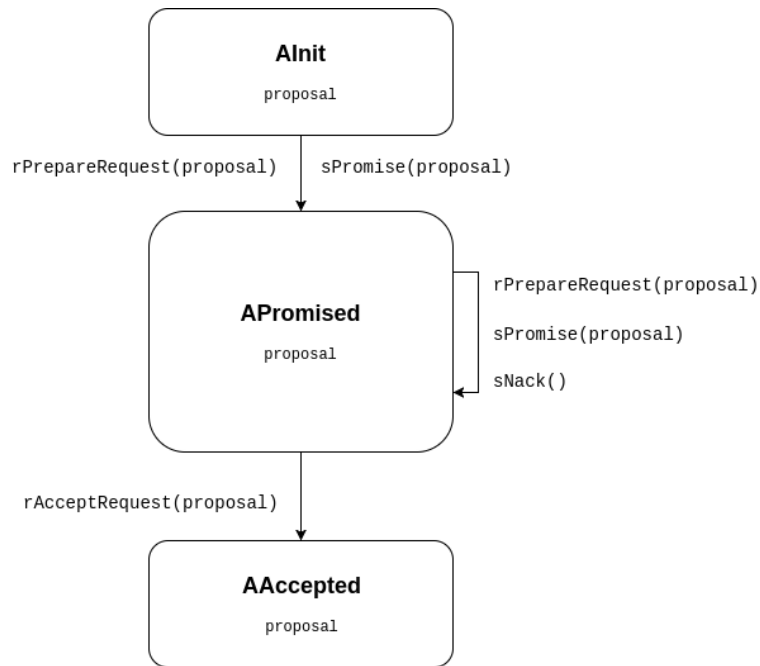 AInit
proposal
rPrepareRequest(proposal)
sPromise(proposal)
APromised
proposal
rPrepareRequest(proposal)
sPromise(proposal)
sNack()
rAcceptRequest(proposal)
AAccepted
proposal